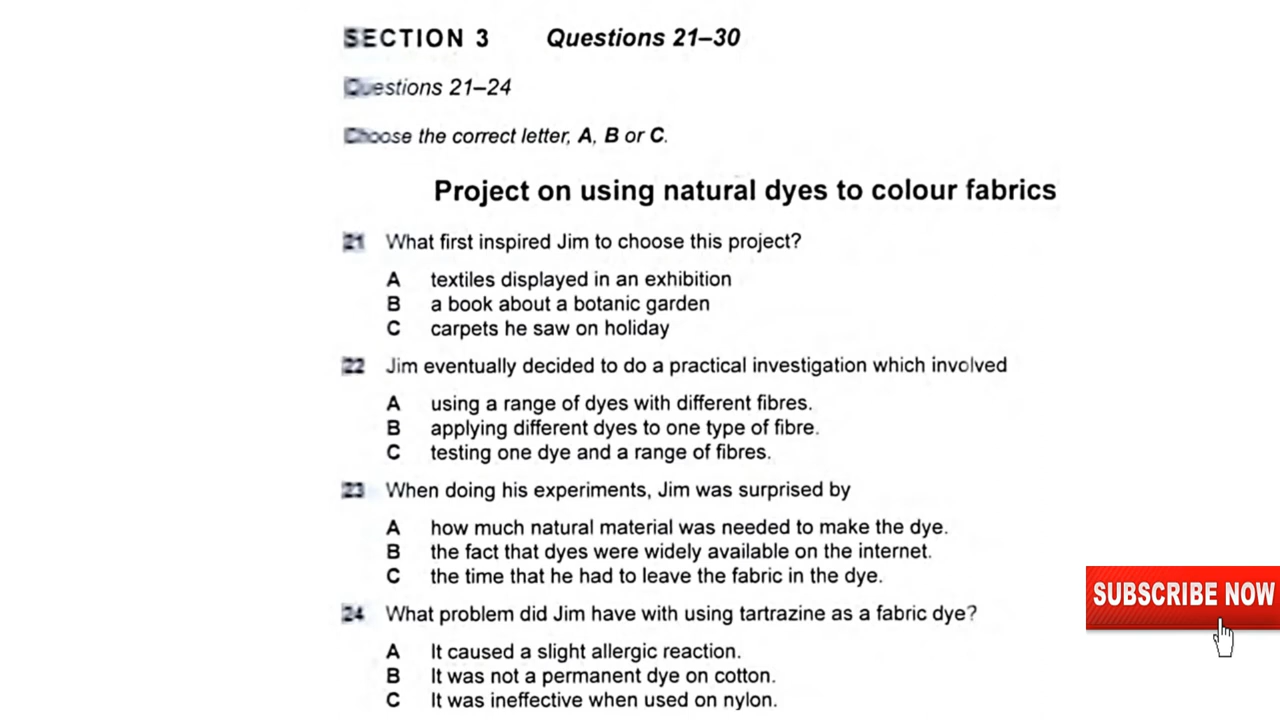 SECTION 3 Questions 21–30
Questions 21–24
Choose the correct letter, A, B or C.
Project on using natural dyes to colour fabrics
21 What first inspired Jim to choose this project?
A textiles displayed in an exhibition
B a book about a botanic garden
C carpets he saw on holiday
22 Jim eventually decided to do a practical investigation which involved
A using a range of dyes with different fibres.
B applying different dyes to one type of fibre.
C testing one dye and a range of fibres.
23 When doing his experiments, Jim was surprised by
A how much natural material was needed to make the dye.
B the fact that dyes were widely available on the internet.
C the time that he had to leave the fabric in the dye.
SUBSCRIBE NOW
24 What problem did Jim have with using tartrazine as a fabric dye?
A It caused a slight allergic reaction.
B It was not a permanent dye on cotton.
C It was ineffective when used on nylon.